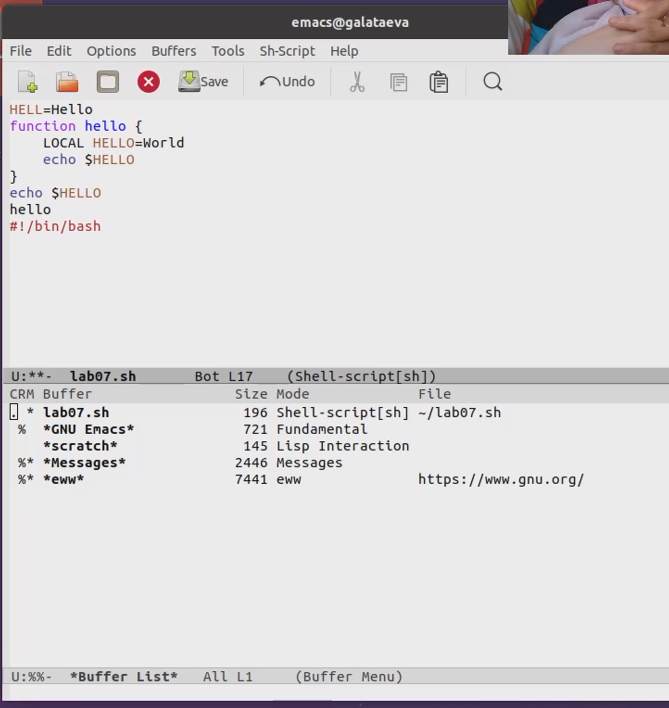 emacs@galataeva
File Edit Options Buffers Tools Sh-Script Help
Save Undo
HELL=Hello
function hello {
    LOCAL HELLO=World
    echo $HELLO
}
echo $HELLO
hello
#!/bin/bash
U:**-  lab07.sh       Bot L17    (Shell-script[sh])
CRM Buffer                 Size Mode             File
. * lab07.sh                196 Shell-script[sh] ~/lab07.sh
 %  *GNU Emacs*             721 Fundamental
    *scratch*               145 Lisp Interaction
 %* *Messages*             2446 Messages
 %* *eww*                  7441 eww              https://www.gnu.org/
U:%%-  *Buffer List*   All L1     (Buffer Menu)